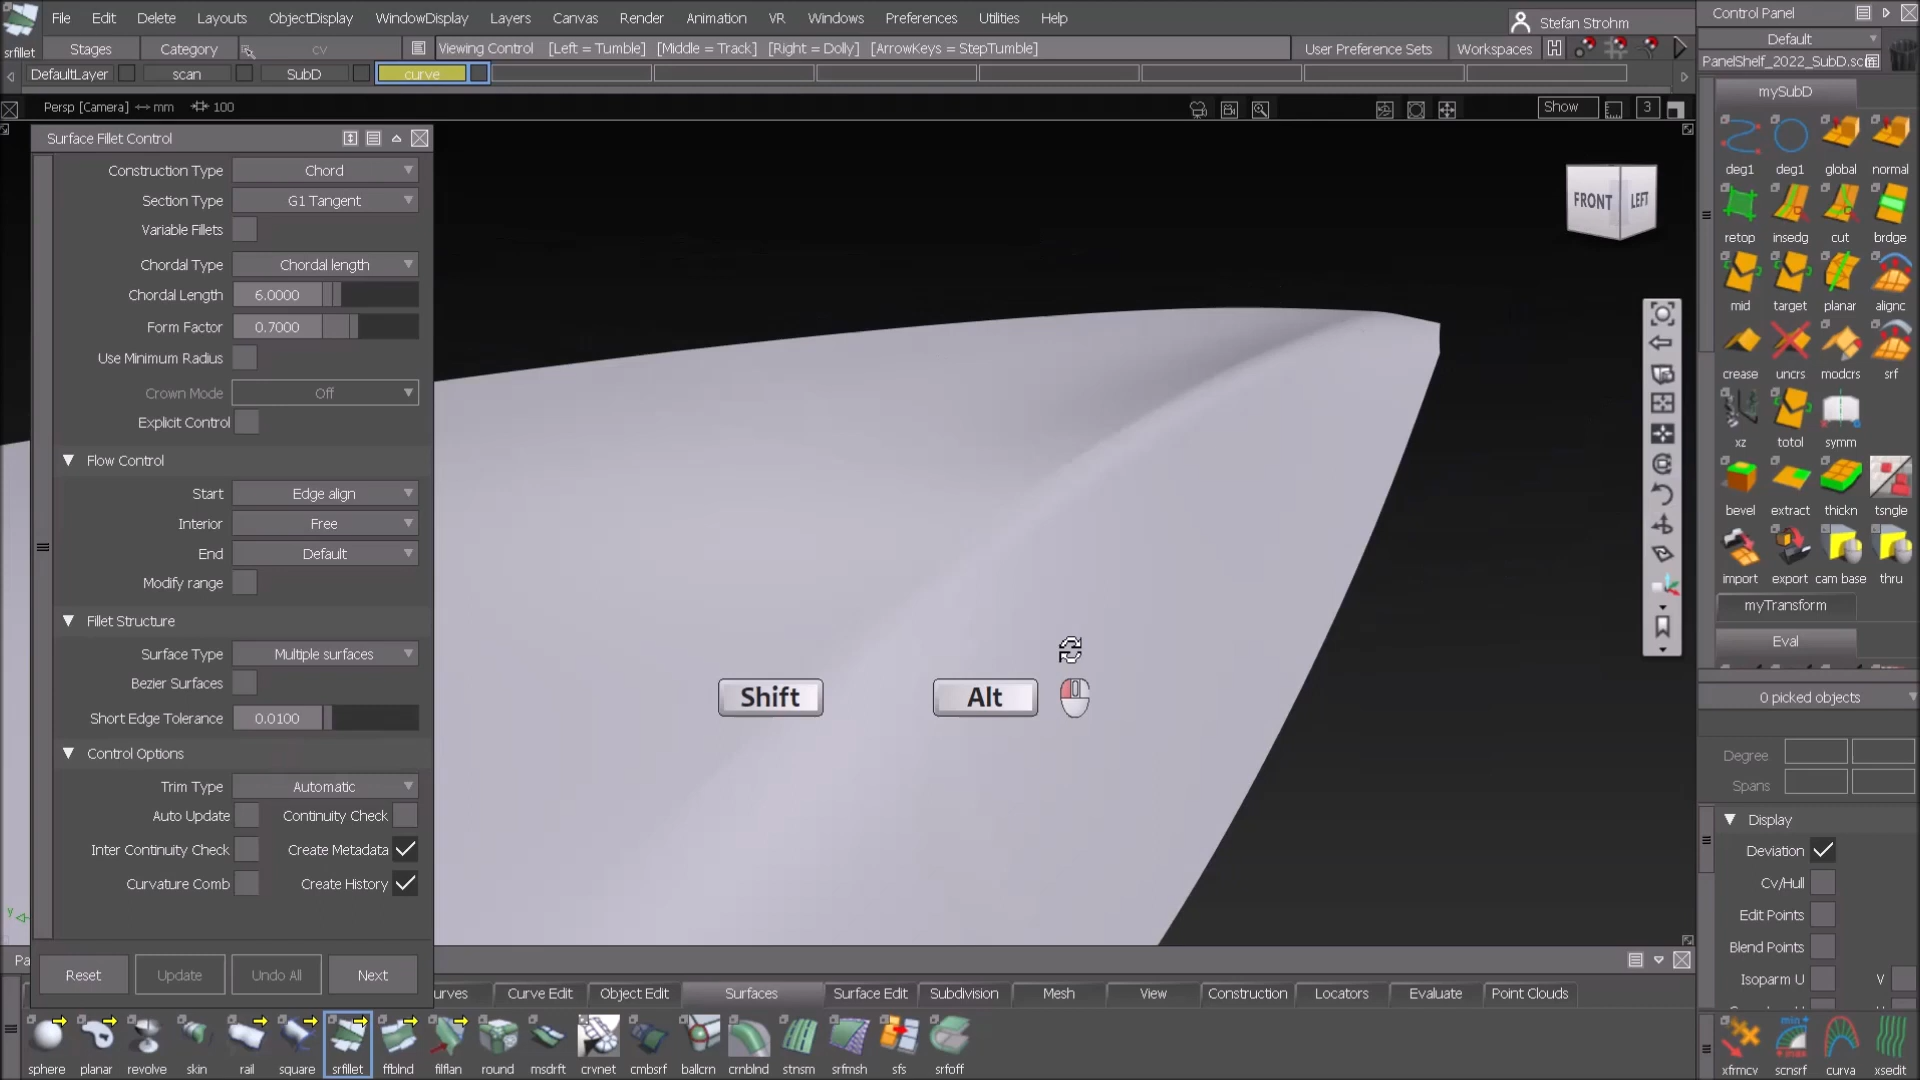 File Edit Delete Layouts ObjectDisplay WindowDisplay Layers Canvas Render Animation VR Windows Preferences Utilities Help
Stefan Strohm
Control Panel
srfillet
Stages Category cv Viewing Control [Left = Tumble] [Middle = Track] [Right = Dolly] [ArrowKeys = StepTumble] User Preference Sets Workspaces
Default
PanelShelf_2022_SubD.sc
DefaultLayer scan SubD curve
Persp [Camera] mm 100 Show 3
Surface Fillet Control
Construction Type Chord
Section Type G1 Tangent
Variable Fillets
Chordal Type Chordal length
Chordal Length 6.0000
Form Factor 0.7000
Use Minimum Radius
Crown Mode Off
Explicit Control
Flow Control
Start Edge align
Interior Free
End Default
Modify range
Fillet Structure
Surface Type Multiple surfaces
Bezier Surfaces
Short Edge Tolerance 0.0100
Control Options
Trim Type Automatic
Auto Update Continuity Check
Inter Continuity Check Create Metadata
Curvature Comb Create History
Reset Update Undo All Next
FRONT LEFT
Shift Alt
y
mySubD
deg1 deg1 global normal
retop insedg cut brdge
mid target planar alignc
crease uncrs modcrs srf
xz totol symm
bevel extract thickn tsngle
import export cam base thru
myTransform
Eval
0 picked objects
Degree
Spans
Display
Deviation
Cv/Hull
Edit Points
Blend Points
Isoparm U V
Pa
urves Curve Edit Object Edit Surfaces Surface Edit Subdivision Mesh View Construction Locators Evaluate Point Clouds
sphere planar revolve skin rail square srfillet ffblnd filflan round msdrft crvnet cmbsrf ballcrn crnblnd stnsm srfmsh sfs srfoff
min+ max
xfrmcv scnsrf curva xsedit